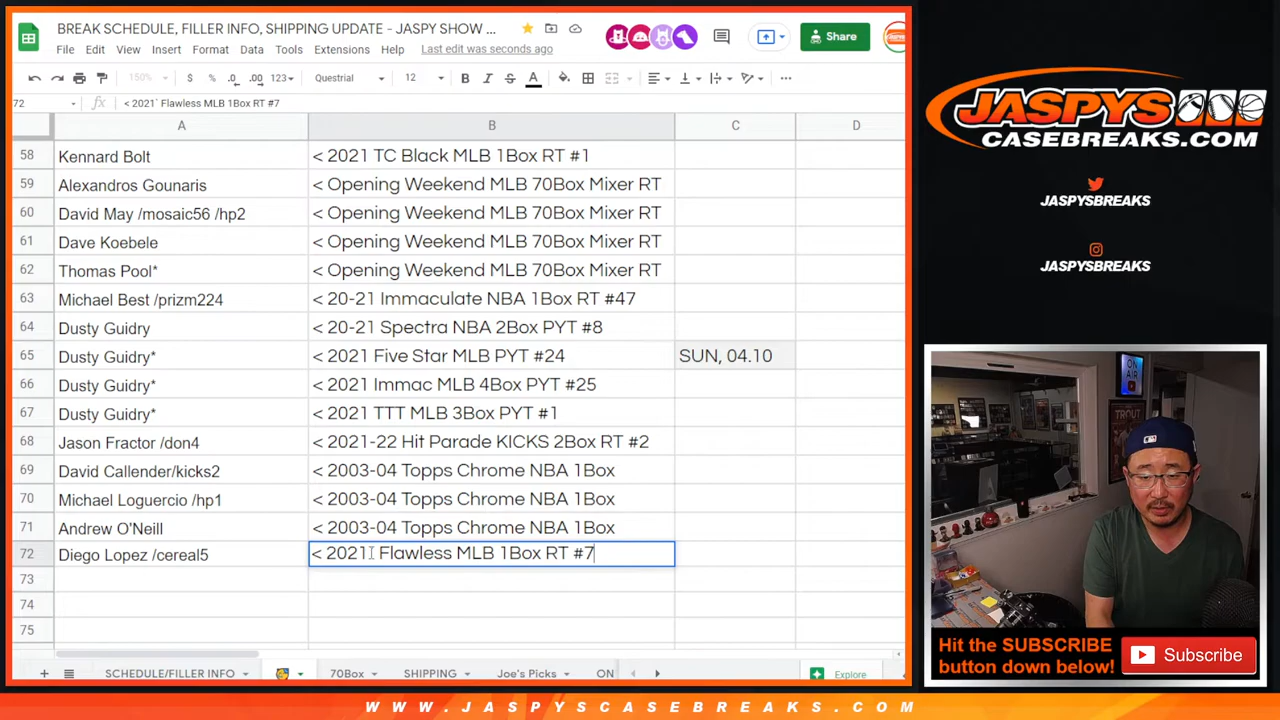 BREAK SCHEDULE, FILLER INFO, SHIPPING UPDATE - JASPY SHOW ...
File Edit View Insert Format Data Tools Extensions Help Last edit was seconds ago
Share
150% $ % .0 .00 123 Questrial 12 B I S A
72 fx < 2021` Flawless MLB 1Box RT #7
A B C D
58 Kennard Bolt < 2021 TC Black MLB 1Box RT #1
59 Alexandros Gounaris < Opening Weekend MLB 70Box Mixer RT
60 David May /mosaic56 /hp2 < Opening Weekend MLB 70Box Mixer RT
61 Dave Koebele < Opening Weekend MLB 70Box Mixer RT
62 Thomas Pool* < Opening Weekend MLB 70Box Mixer RT
63 Michael Best /prizm224 < 20-21 Immaculate NBA 1Box RT #47
64 Dusty Guidry < 20-21 Spectra NBA 2Box PYT #8
65 Dusty Guidry* < 2021 Five Star MLB PYT #24 SUN, 04.10
66 Dusty Guidry* < 2021 Immac MLB 4Box PYT #25
67 Dusty Guidry* < 2021 TTT MLB 3Box PYT #1
68 Jason Fractor /don4 < 2021-22 Hit Parade KICKS 2Box RT #2
69 David Callender/kicks2 < 2003-04 Topps Chrome NBA 1Box
70 Michael Loguercio /hp1 < 2003-04 Topps Chrome NBA 1Box
71 Andrew O'Neill < 2003-04 Topps Chrome NBA 1Box
72 Diego Lopez /cereal5 < 2021` Flawless MLB 1Box RT #7
73
74
75
SCHEDULE/FILLER INFO 70Box SHIPPING Joe's Picks ON Explore
JASPYS
CASEBREAKS.COM
JASPYSBREAKS
JASPYSBREAKS
ON AIR
TROUT
Hit the SUBSCRIBE
button down below!
Subscribe
WWW.JASPYSCASEBREAKS.COM